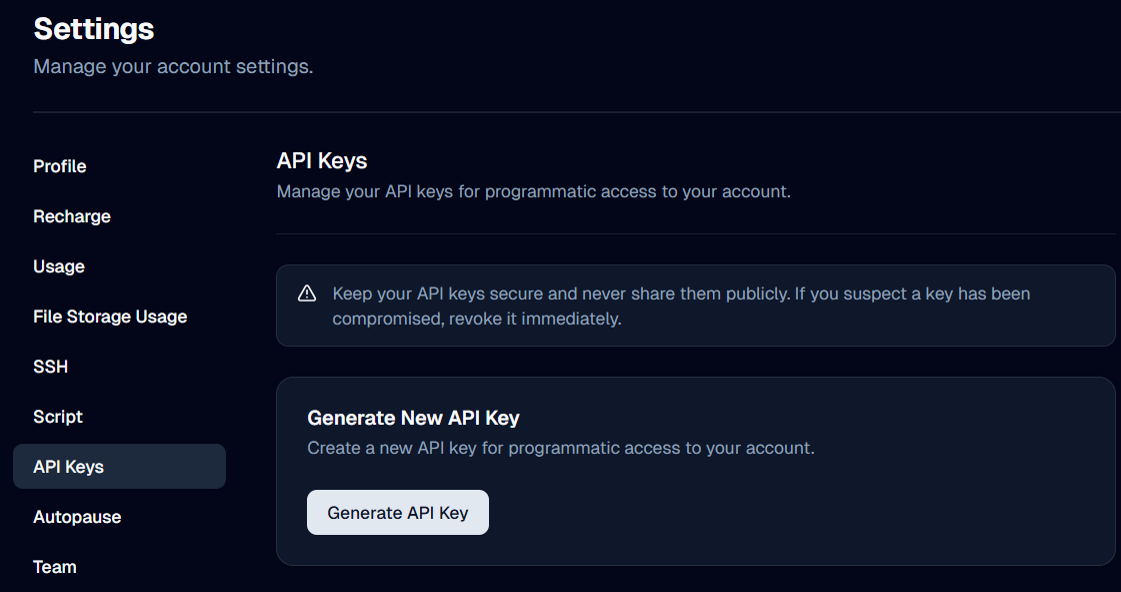 Settings
Manage your account settings.
Profile
Recharge
Usage
File Storage Usage
SSH
Script
API Keys
Autopause
Team
API Keys
Manage your API keys for programmatic access to your account.
Keep your API keys secure and never share them publicly. If you suspect a key has been
compromised, revoke it immediately.
Generate New API Key
Create a new API key for programmatic access to your account.
Generate API Key